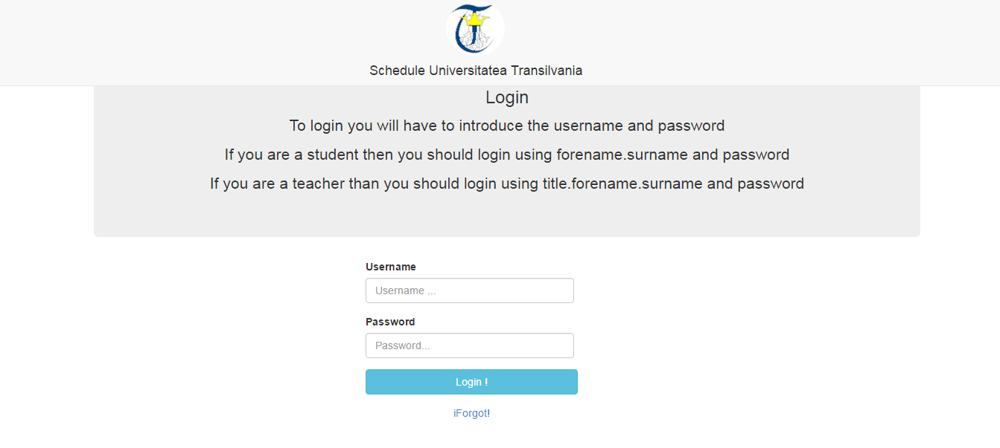 Schedule Universitatea Transilvania
Login
To login you will have to introduce the username and password
If you are a student then you should login using forename.surname and password
If you are a teacher than you should login using title.forename.surname and password
Username
Username ...
Password
Password...
Login !
iForgot!